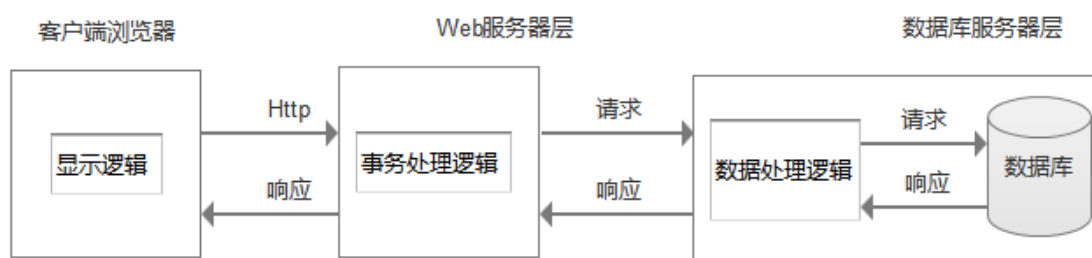 客户端浏览器
Web服务器层
数据库服务器层
Http
请求
请求
显示逻辑
事务处理逻辑
数据处理逻辑
数据库
响应
响应
响应